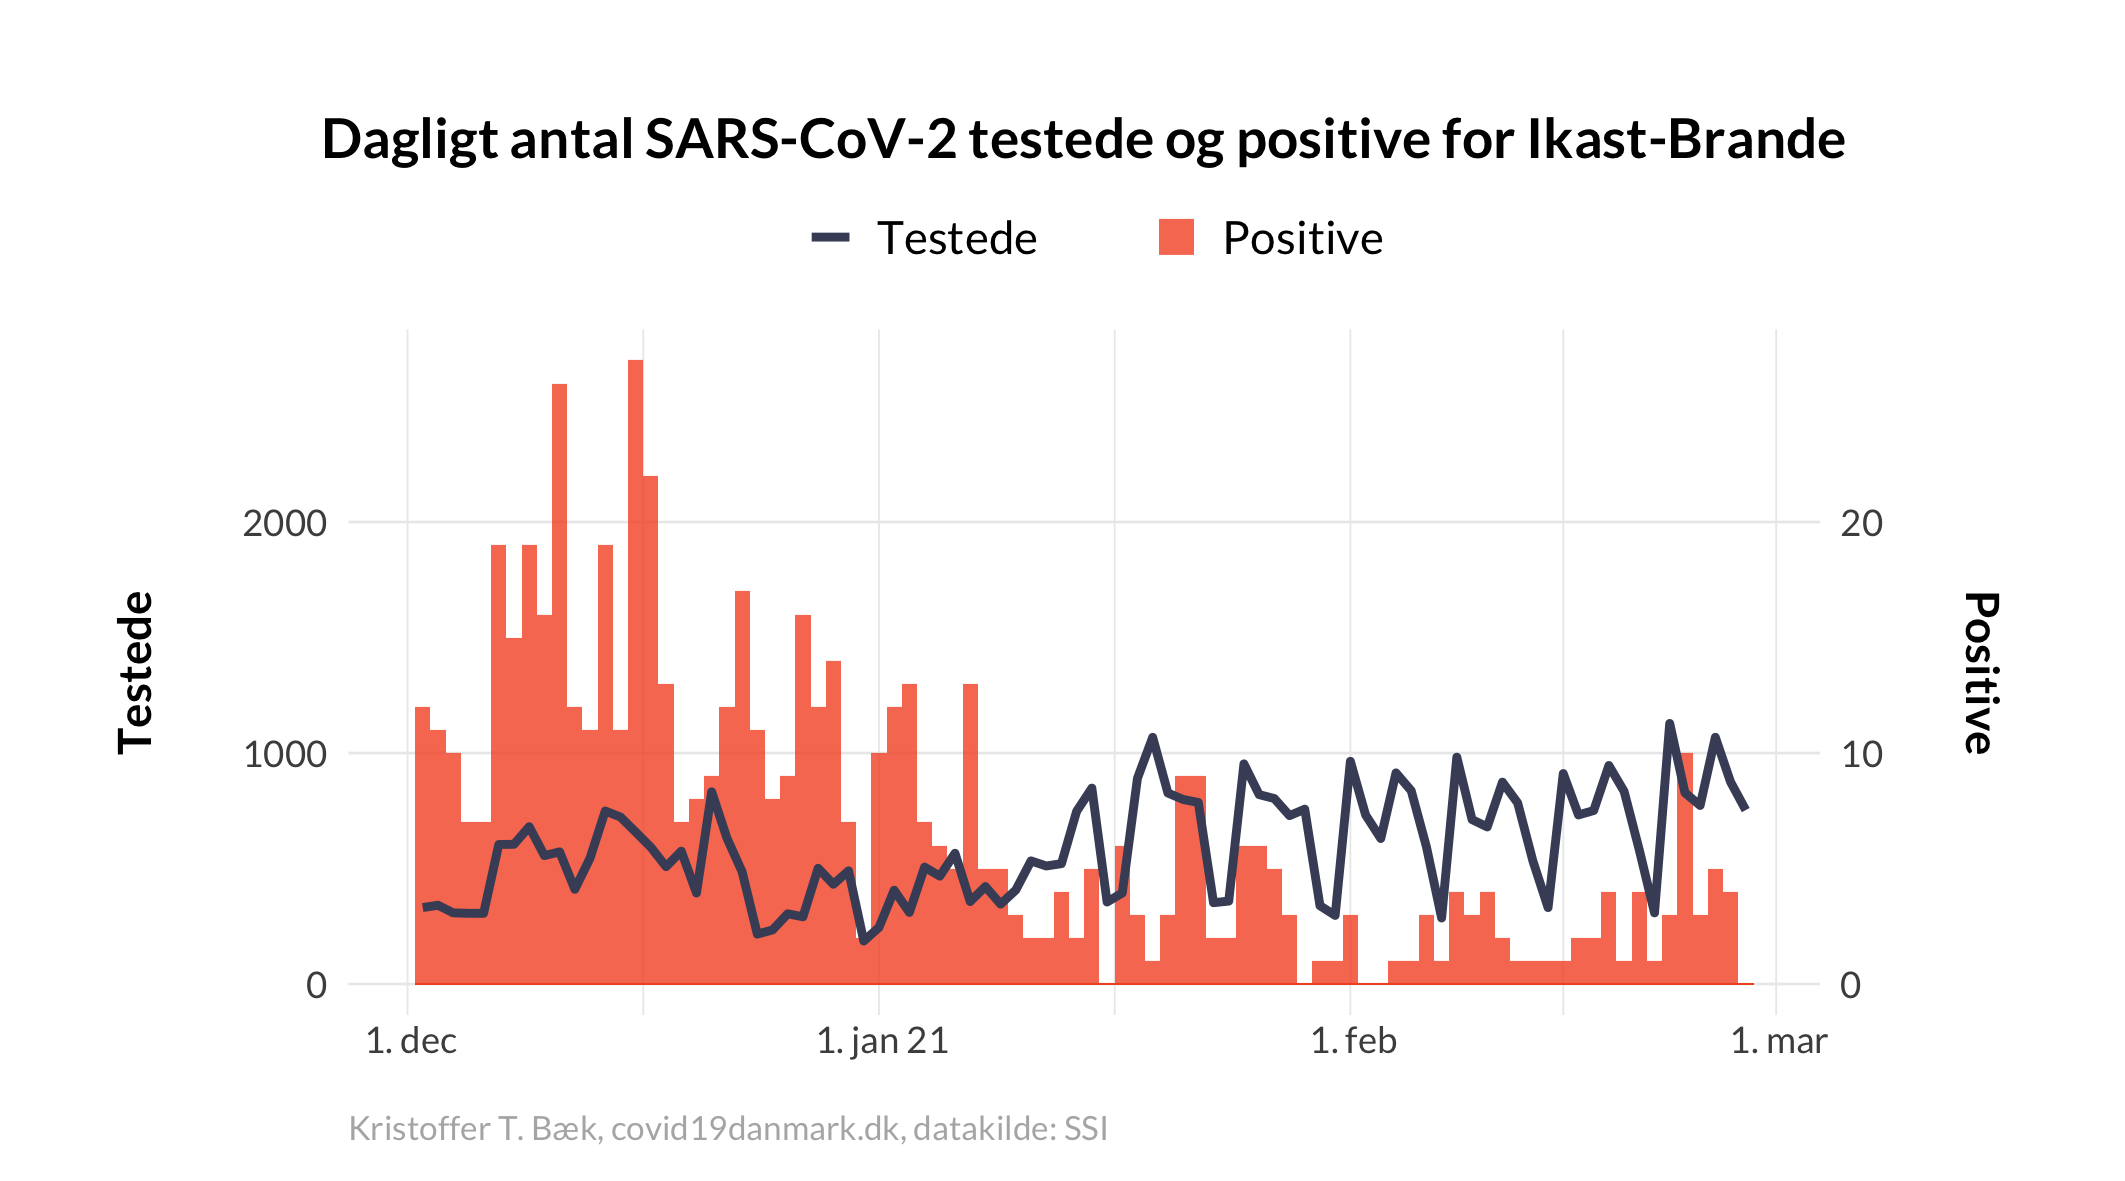 Dagligt antal SARS-CoV-2 testede og positive for Ikast-Brande
Testede
Positive
2000
1000
0
20
10
0
Testede
Positive
1. dec
1. jan 21
1. feb
1. mar
Kristoffer T. Bæk, covid19danmark.dk, datakilde: SSI